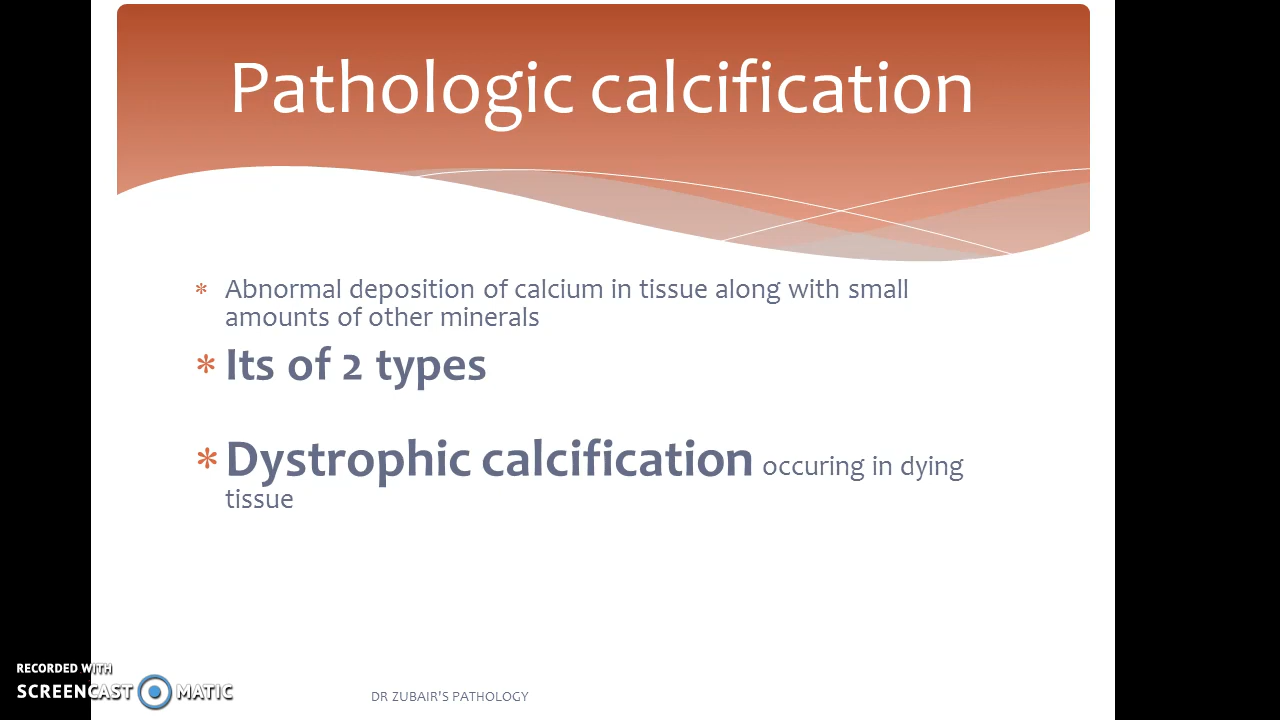 Pathologic calcification
* Abnormal deposition of calcium in tissue along with small
amounts of other minerals
* Its of 2 types
* Dystrophic calcification occuring in dying
tissue
RECORDED WITH
SCREENCAST MATIC
DR ZUBAIR'S PATHOLOGY